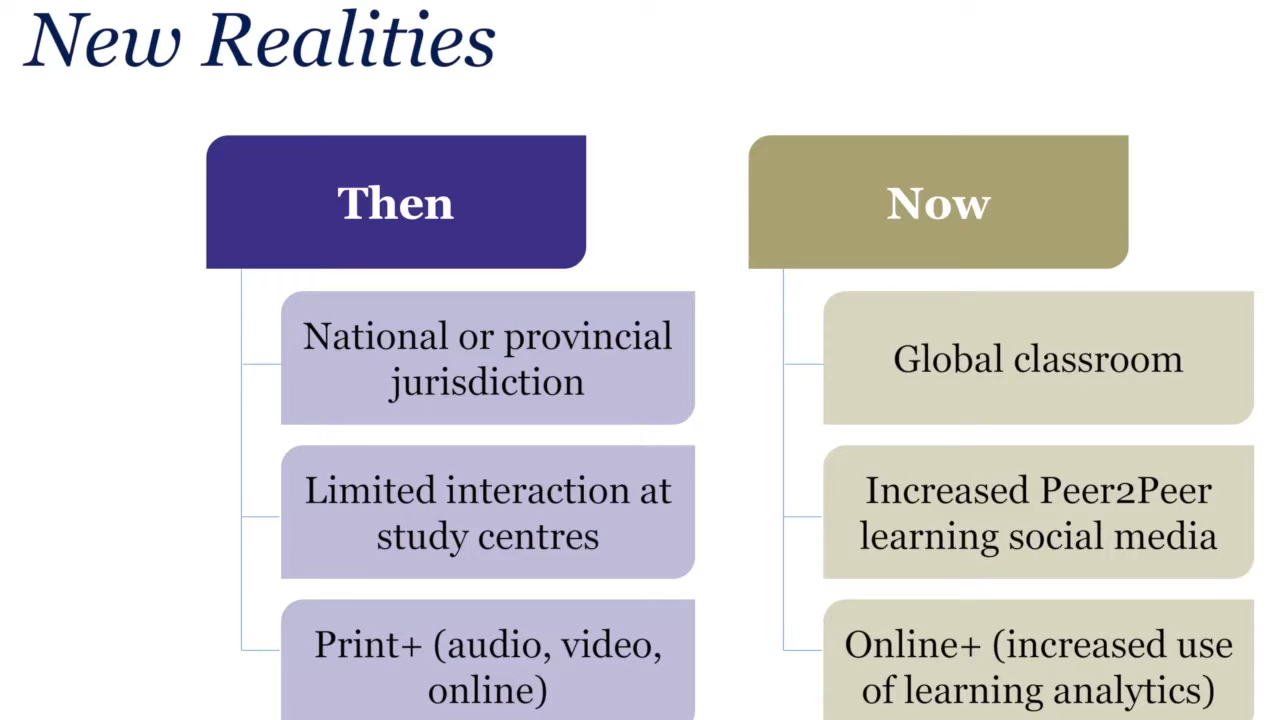 New Realities
Then
National or provincial
jurisdiction
Limited interaction at
study centres
Print+ (audio, video,
online)
Now
Global classroom
Increased Peer2Peer
learning social media
Online+ (increased use
of learning analytics)